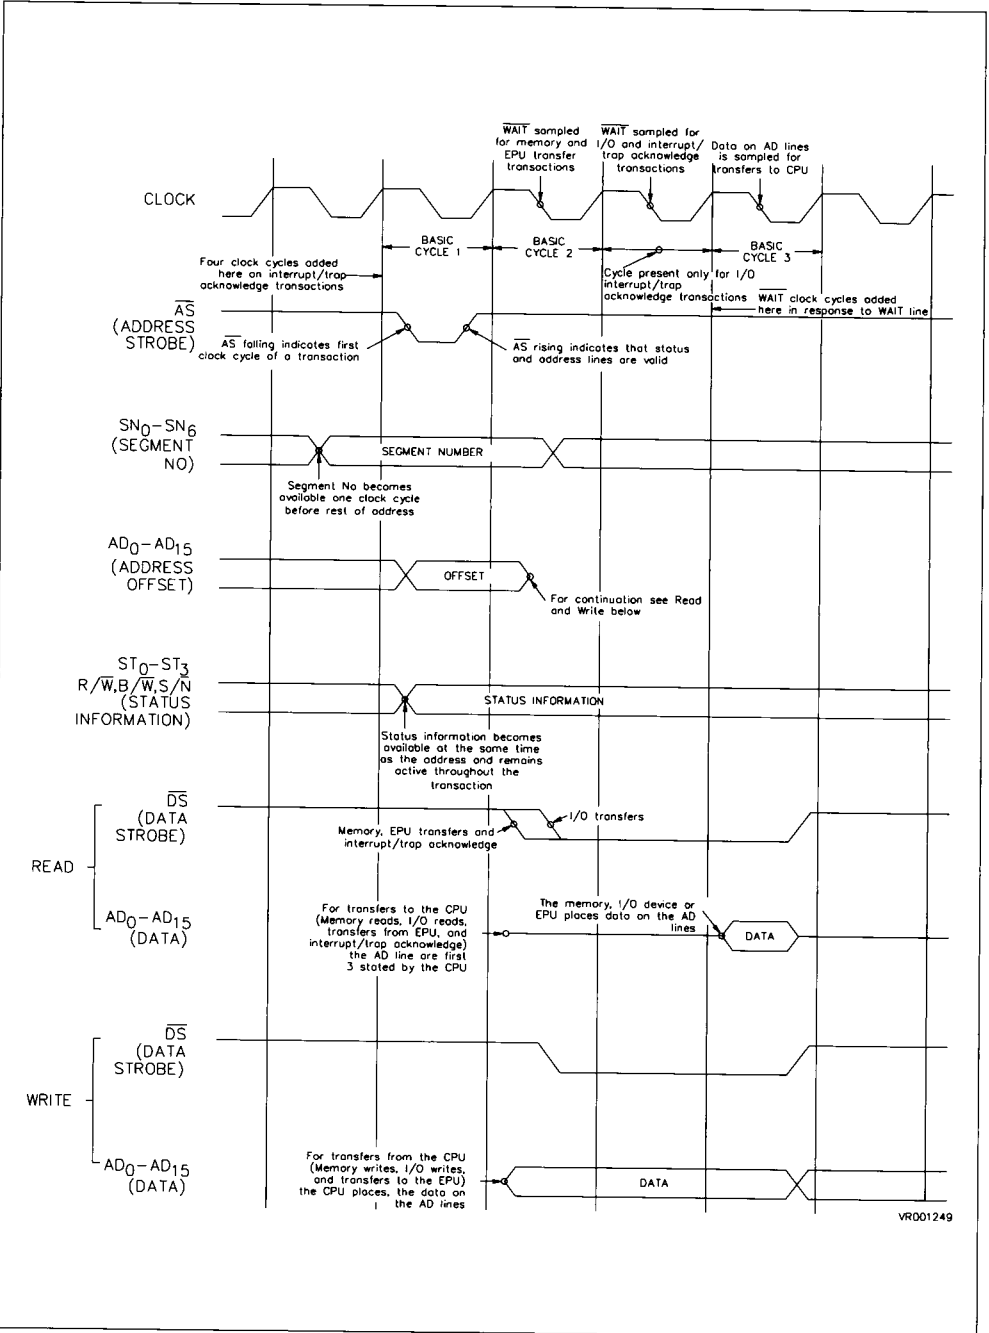 WAIT sampled
for memory and
EPU transfer
transactions
WAIT sampled for
I/O and interrupt/
trap acknowledge
transactions
Data on AD lines
is sampled for
transfers to CPU
CLOCK
BASIC
CYCLE 1
BASIC
CYCLE 2
BASIC
CYCLE 3
Four clock cycles added
here on interrupt/trap
acknowledge transactions
Cycle present only for I/O
interrupt/trap
acknowledge transactions
WAIT clock cycles added
here in response to WAIT line
AS
(ADDRESS
STROBE)
AS falling indicates first
clock cycle of a transaction
AS rising indicates that status
and address lines are valid
SN0-SN6
(SEGMENT
NO)
SEGMENT NUMBER
Segment No becomes
available one clock cycle
before rest of address
AD0-AD15
(ADDRESS
OFFSET)
OFFSET
For continuation see Read
and Write below
ST0-ST3
R/W,B/W,S/N
(STATUS
INFORMATION)
STATUS INFORMATION
Status information becomes
available at the same time
as the address and remains
active throughout the
transaction
READ
DS
(DATA
STROBE)
I/O transfers
Memory, EPU transfers and
interrupt/trap acknowledge
AD0-AD15
(DATA)
For transfers to the CPU
(Memory reads, I/O reads,
transfers from EPU, and
interrupt/trap acknowledge)
the AD line are first
3 stated by the CPU
The memory, I/O device or
EPU places data on the AD
lines
DATA
WRITE
DS
(DATA
STROBE)
AD0-AD15
(DATA)
For transfers from the CPU
(Memory writes, I/O writes,
and transfers to the EPU)
the CPU places, the data on
the AD lines
DATA
VR001249